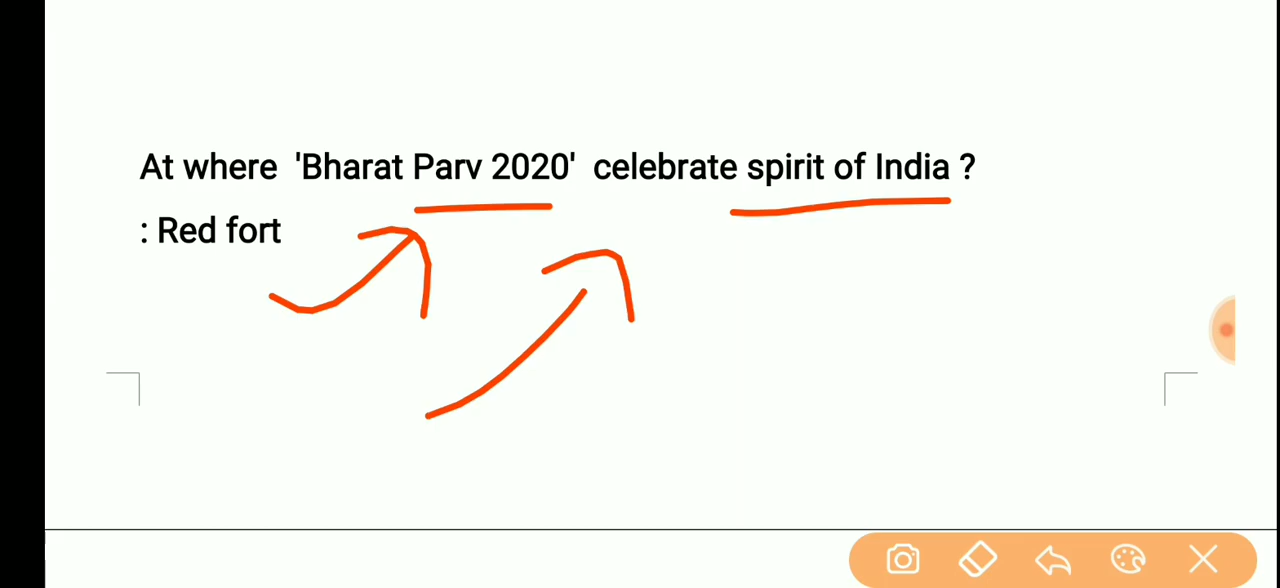 At where 'Bharat Parv 2020' celebrate spirit of India ?
: Red fort